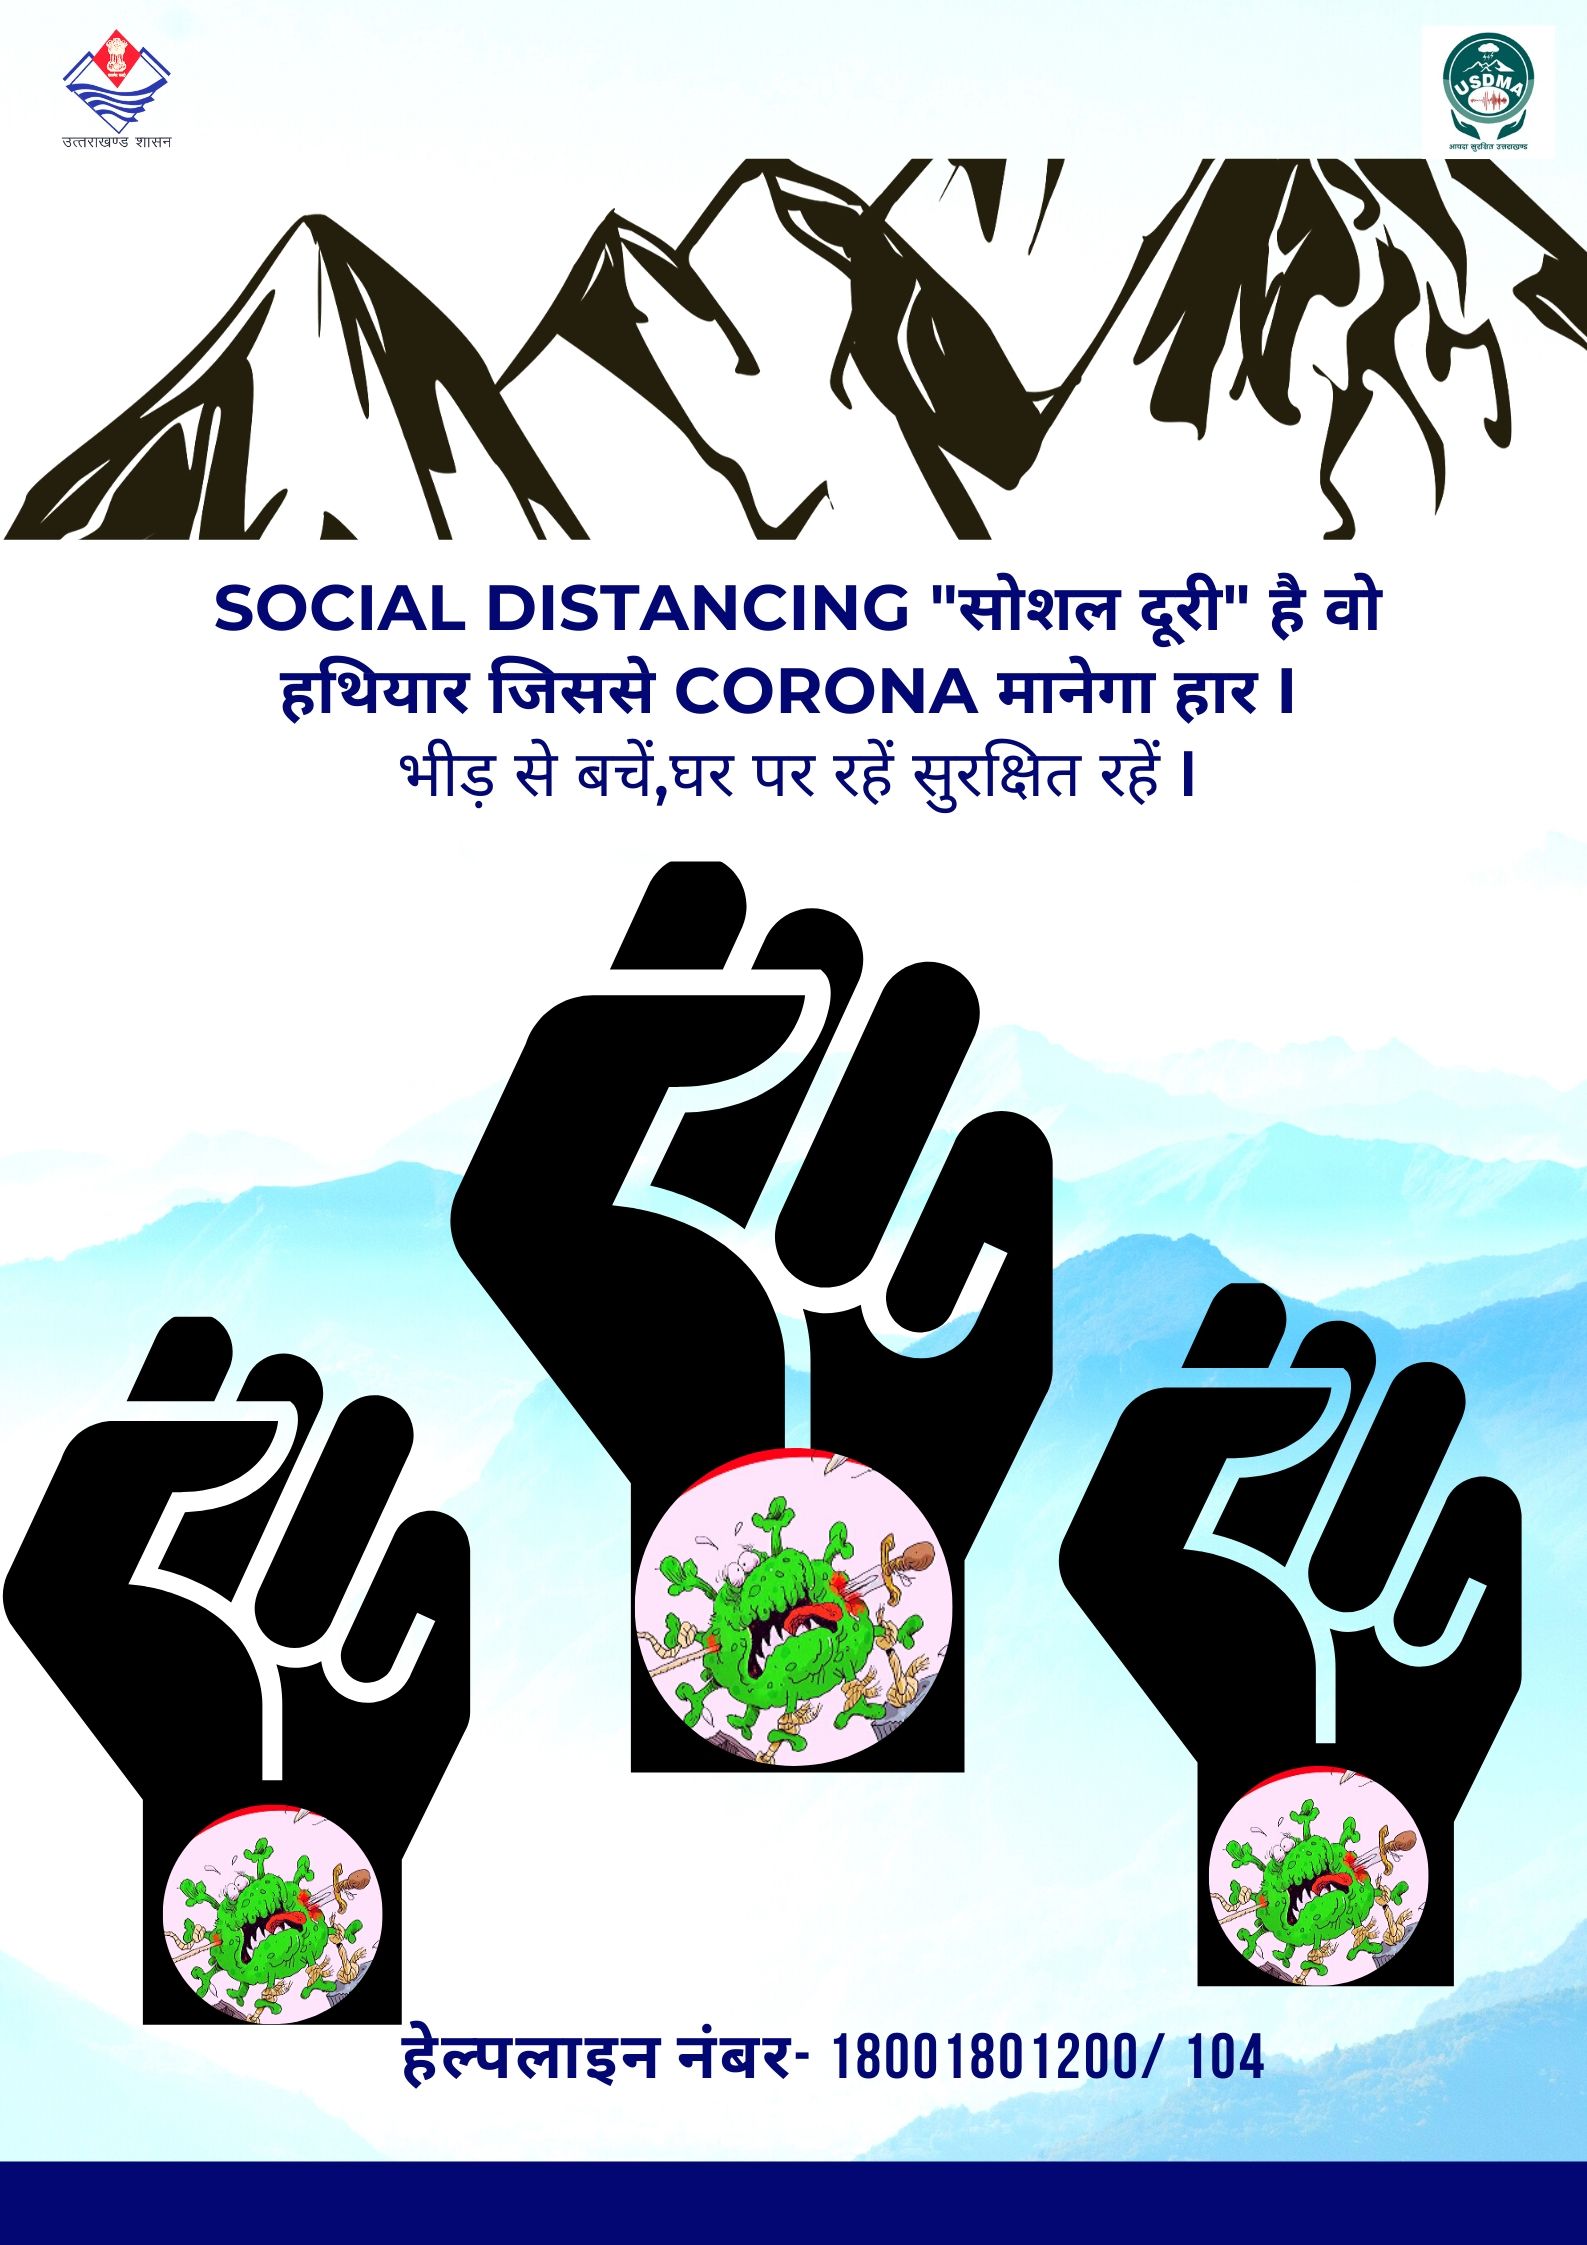 उत्तराखण्ड शासन
USDMA
आपदा सुरक्षित उत्तराखण्ड
SOCIAL DISTANCING "सोशल दूरी" है वो
हथियार जिससे CORONA मानेगा हार I
भीड़ से बचें,घर पर रहें सुरक्षित रहें I
हेल्पलाइन नंबर- 18001801200/ 104